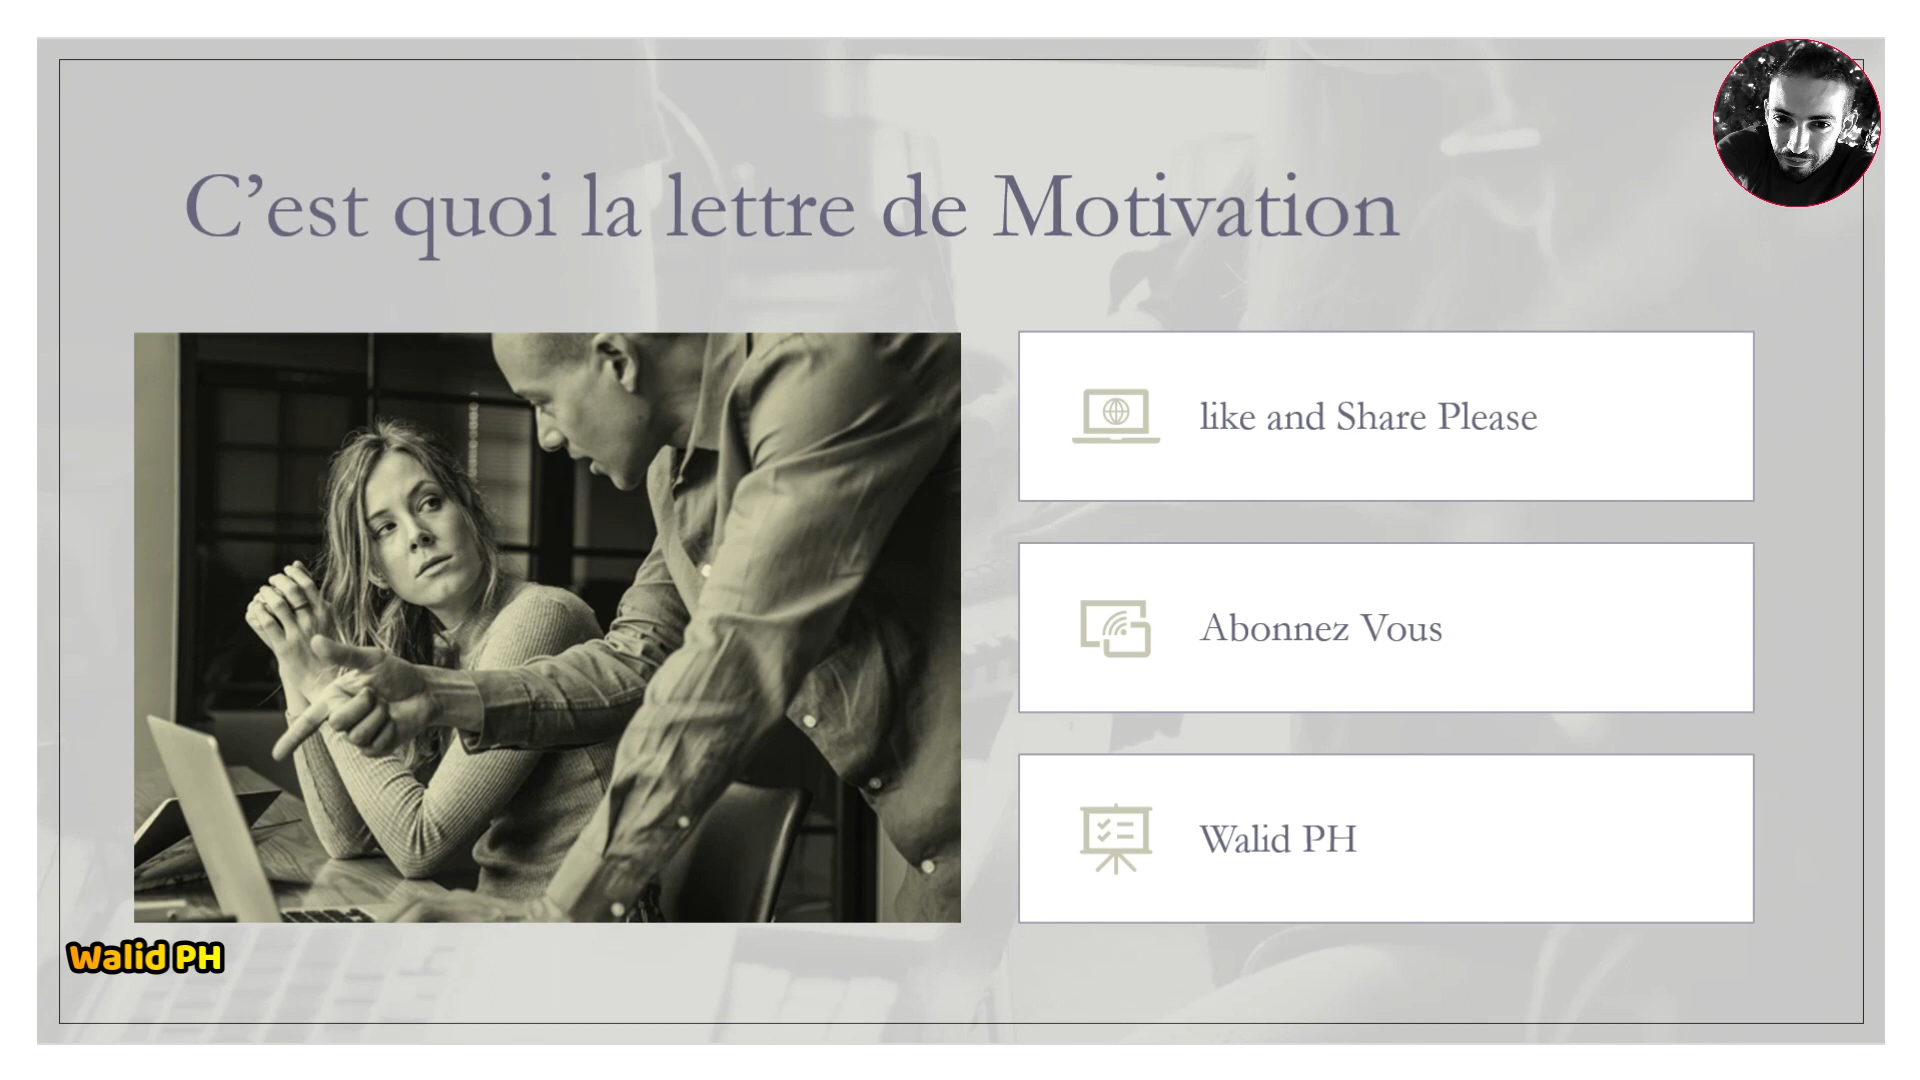 C’est quoi la lettre de Motivation
like and Share Please
Abonnez Vous
Walid PH
Walid PH